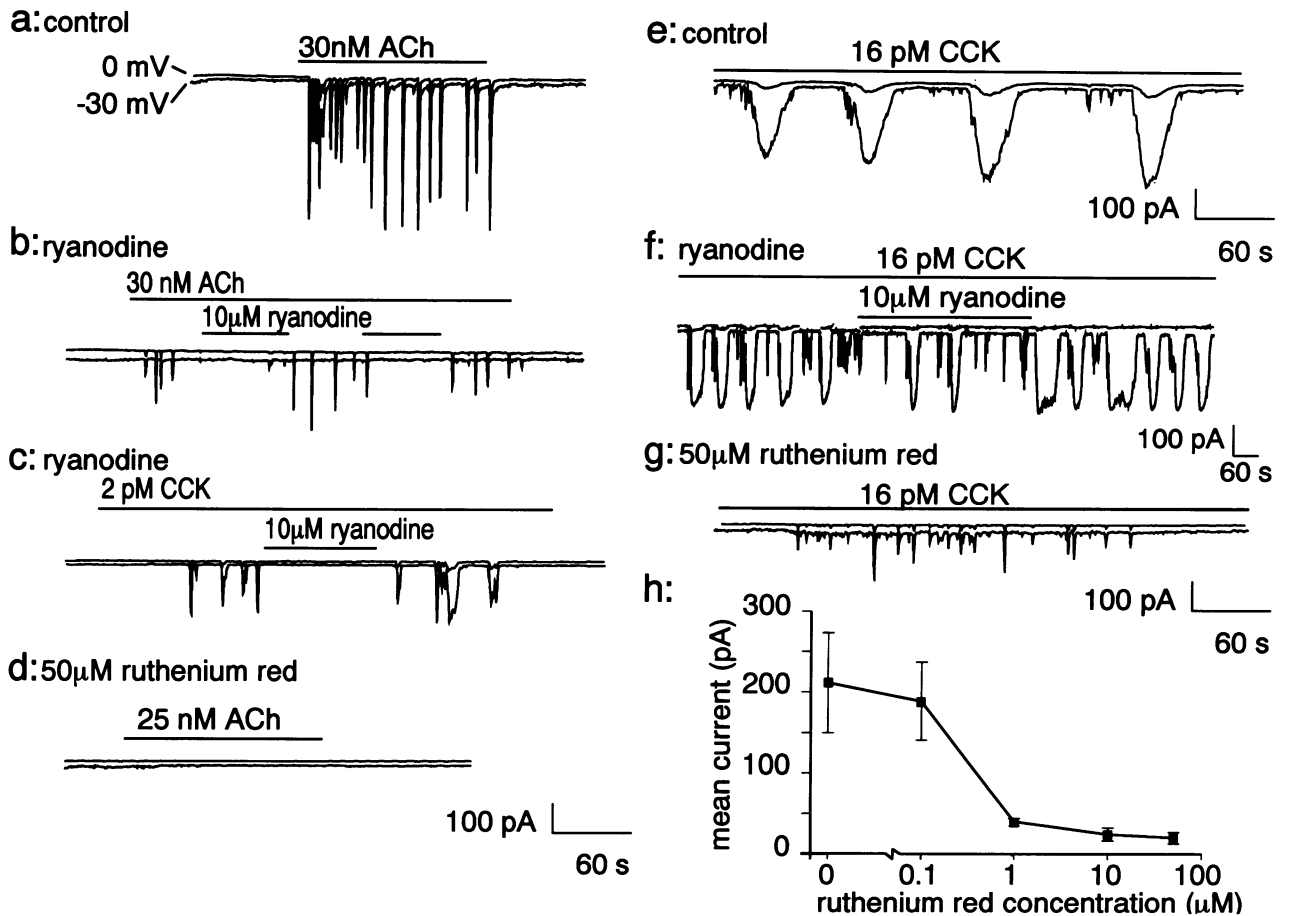 a: control
30nM ACh
0 mV
-30 mV
b: ryanodine
30 nM ACh
10μM ryanodine
c: ryanodine
2 pM CCK
10μM ryanodine
d: 50μM ruthenium red
25 nM ACh
100 pA
60 s
e: control
16 pM CCK
100 pA
60 s
f: ryanodine
16 pM CCK
10μM ryanodine
100 pA
60 s
g: 50μM ruthenium red
16 pM CCK
100 pA
60 s
h:
mean current (pA)
300
200
100
0
0 0.1 1 10 100
ruthenium red concentration (μM)